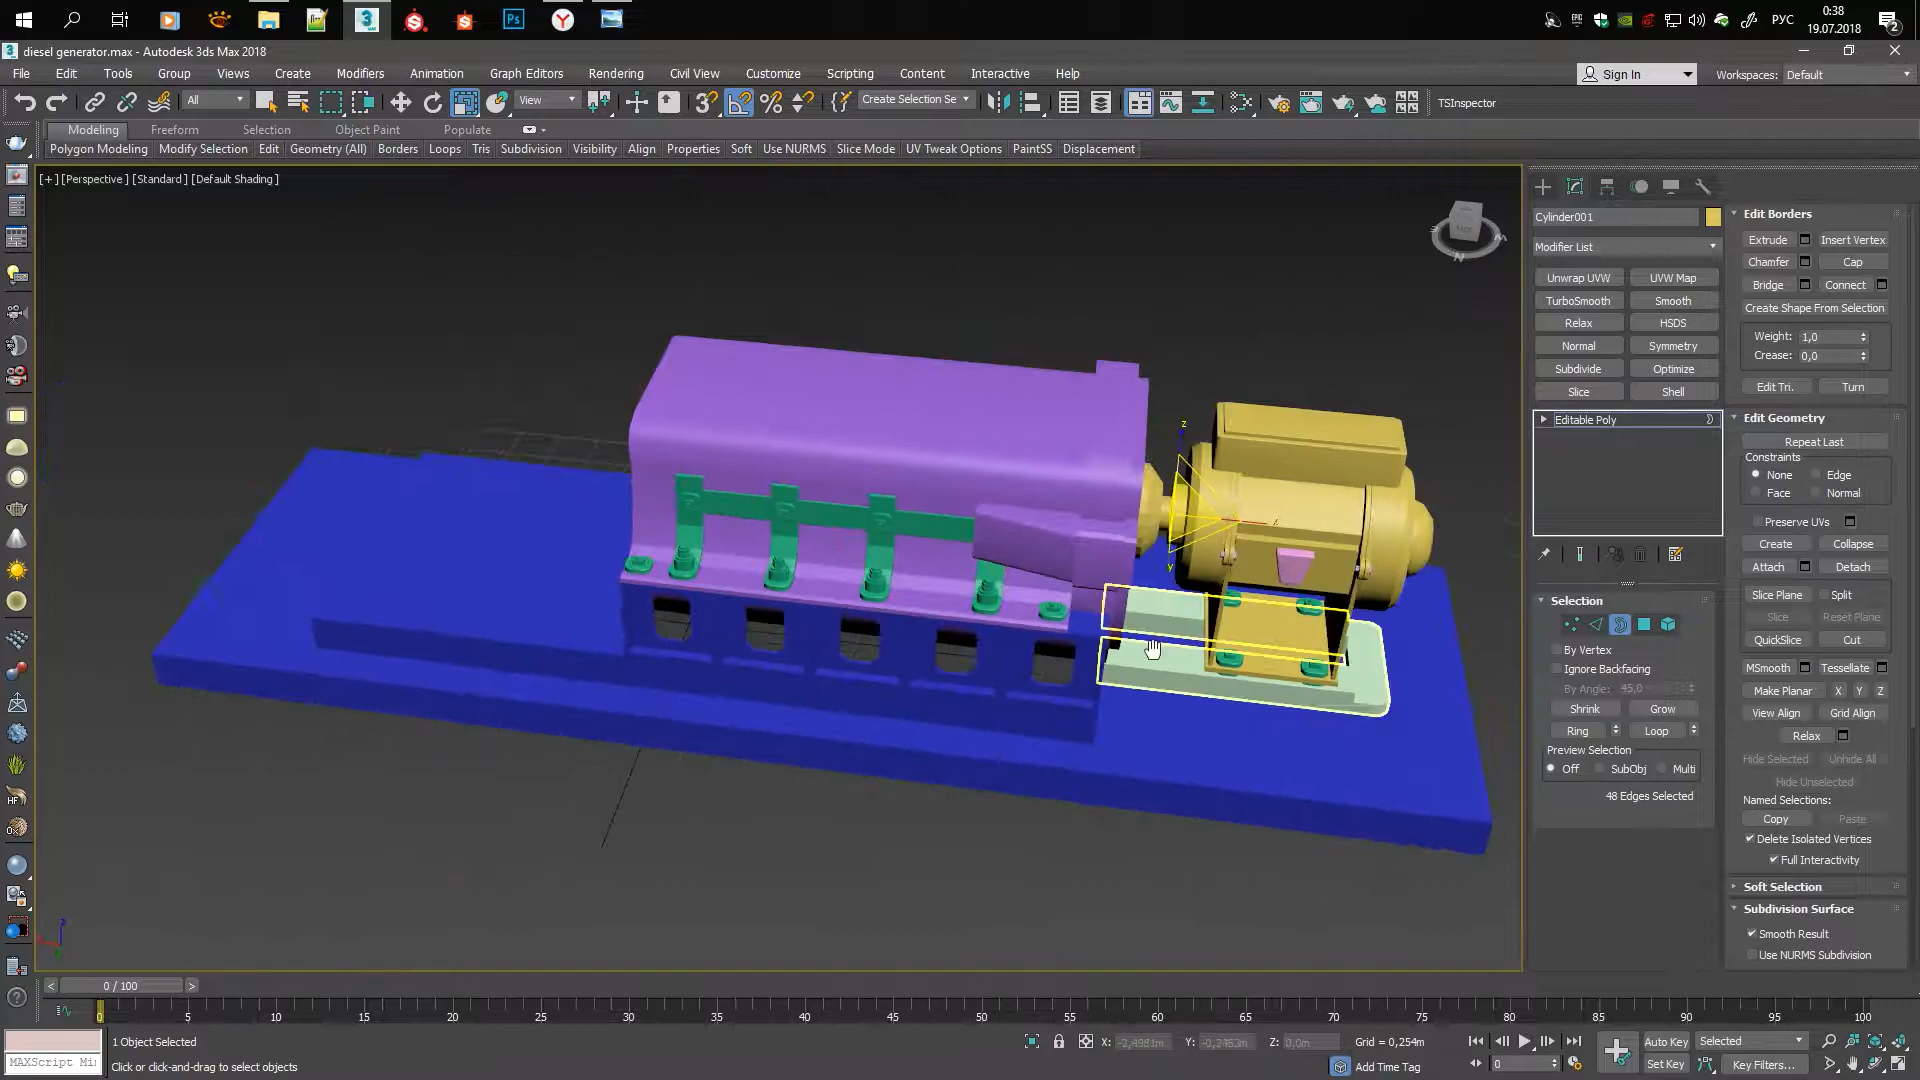 РУС
0:38
19.07.2018
2
diesel generator.max - Autodesk 3ds Max 2018
File Edit Tools Group Views Create Modifiers Animation Graph Editors Rendering Civil View Customize Scripting Content Interactive Help
Sign In
Workspaces: Default
All
View
Create Selection Se
TSInspector
Modeling Freeform Selection Object Paint Populate
Polygon Modeling Modify Selection Edit Geometry (All) Borders Loops Tris Subdivision Visibility Align Properties Soft Use NURMS Slice Mode UV Tweak Options PaintSS Displacement
[+] [Perspective] [Standard] [Default Shading]
Cylinder001
Modifier List
Unwrap UVW UVW Map
TurboSmooth Smooth
Relax HSDS
Normal Symmetry
Subdivide Optimize
Slice Shell
Editable Poly
Selection
By Vertex
Ignore Backfacing
By Angle: 45,0
Shrink Grow
Ring Loop
Preview Selection
Off SubObj Multi
48 Edges Selected
Edit Borders
Extrude Insert Vertex
Chamfer Cap
Bridge Connect
Create Shape From Selection
Weight: 1,0
Crease: 0,0
Edit Tri. Turn
Edit Geometry
Repeat Last
Constraints
None Edge
Face Normal
Preserve UVs
Create Collapse
Attach Detach
Slice Plane Split
Slice Reset Plane
QuickSlice Cut
MSmooth Tessellate
Make Planar X Y Z
View Align Grid Align
Relax
Hide Selected Unhide All
Hide Unselected
Named Selections:
Copy Paste
Delete Isolated Vertices
Full Interactivity
Soft Selection
Subdivision Surface
Smooth Result
Use NURMS Subdivision
0 / 100
0 5 10 15 20 25 30 35 40 45 50 55 60 65 70 75 80 85 90 95 100
1 Object Selected
MAXScript Mi
Click or click-and-drag to select objects
X: Y: Z: 0,0m
Grid = 0,254m
Add Time Tag
0
Auto Key Selected
Set Key Key Filters...